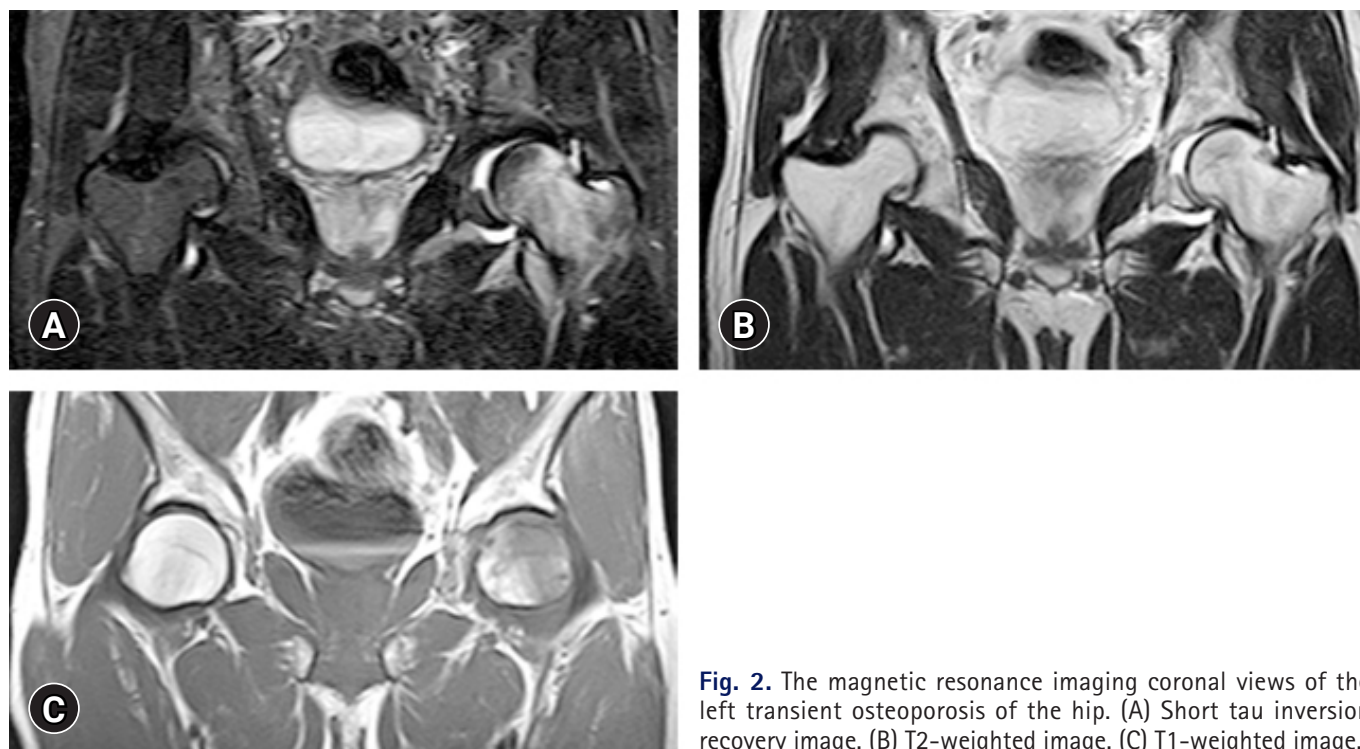 A
B
C
Fig. 2. The magnetic resonance imaging coronal views of the
left transient osteoporosis of the hip. (A) Short tau inversion
recovery image. (B) T2-weighted image. (C) T1-weighted image.